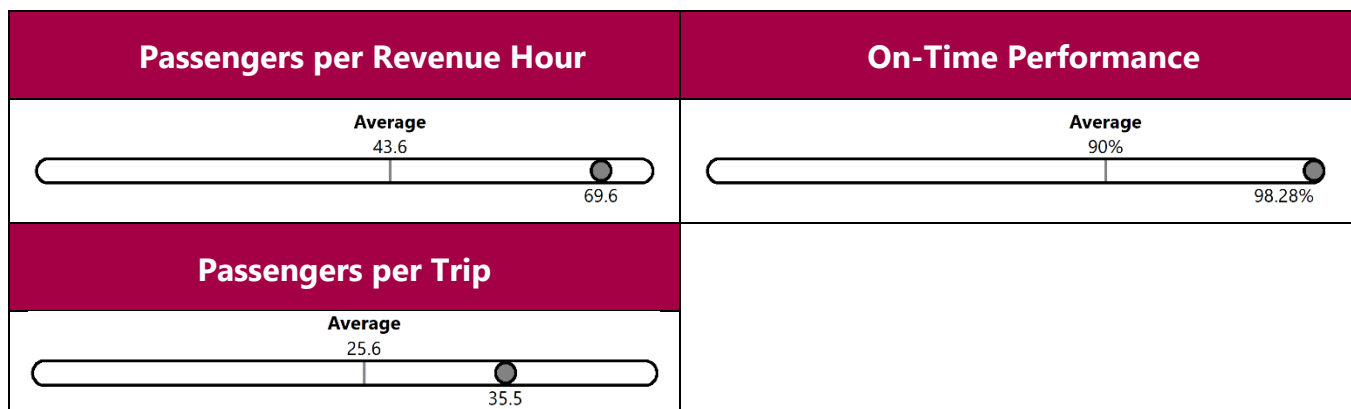 Passengers per Revenue Hour
On-Time Performance
Average
43.6
69.6
Average
90%
98.28%
Passengers per Trip
Average
25.6
35.5